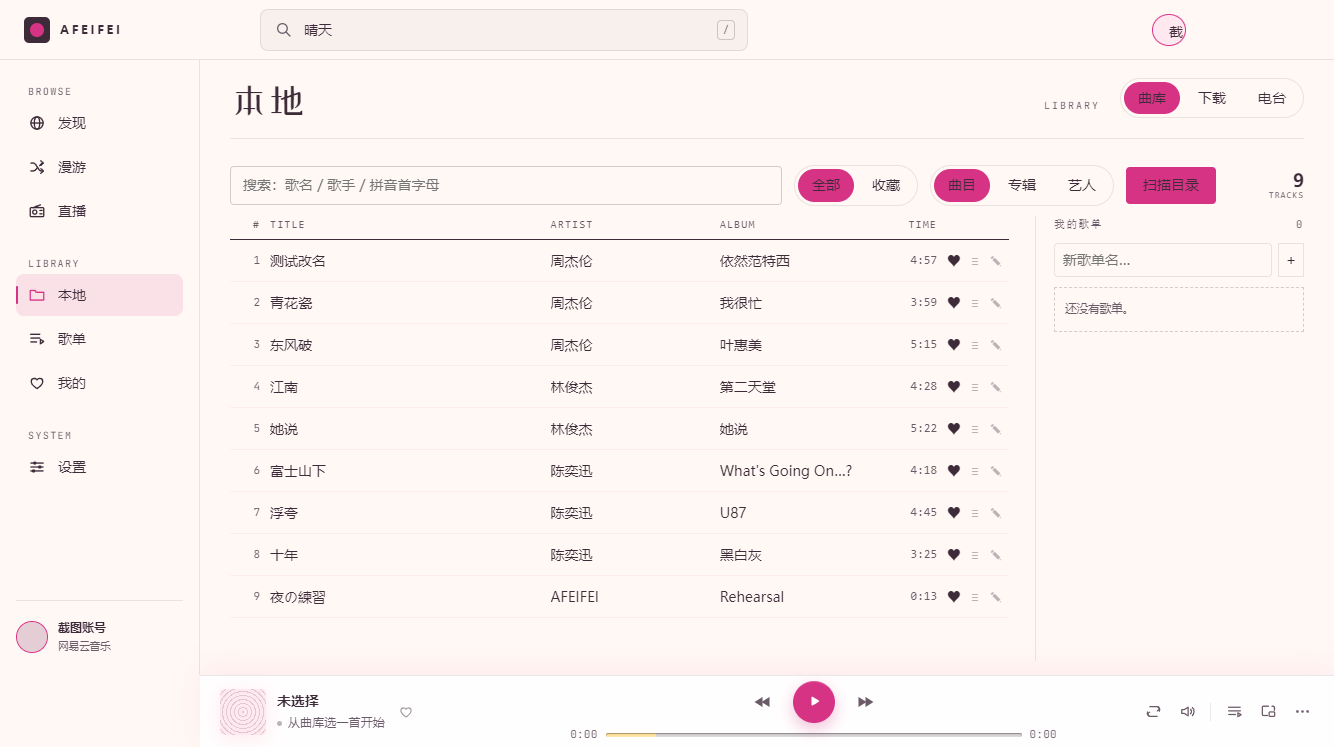 AFEIFEI
晴天
/
截
BROWSE
发现
漫游
直播
LIBRARY
本地
歌单
我的
SYSTEM
设置
截图账号
网易云音乐
本地
LIBRARY
曲库 下载 电台
搜索: 歌名 / 歌手 / 拼音首字母
全部 收藏
曲目 专辑 艺人
扫描目录
9
TRACKS
# TITLE ARTIST ALBUM TIME
1 测试改名 周杰伦 依然范特西 4:57
2 青花瓷 周杰伦 我很忙 3:59
3 东风破 周杰伦 叶惠美 5:15
4 江南 林俊杰 第二天堂 4:28
5 她说 林俊杰 她说 5:22
6 富士山下 陈奕迅 What's Going On…? 4:18
7 浮夸 陈奕迅 U87 4:45
8 十年 陈奕迅 黑白灰 3:25
9 夜の練習 AFEIFEI Rehearsal 0:13
我的歌单 0
新歌单名… +
还没有歌单。
未选择
从曲库选一首开始
0:00 0:00